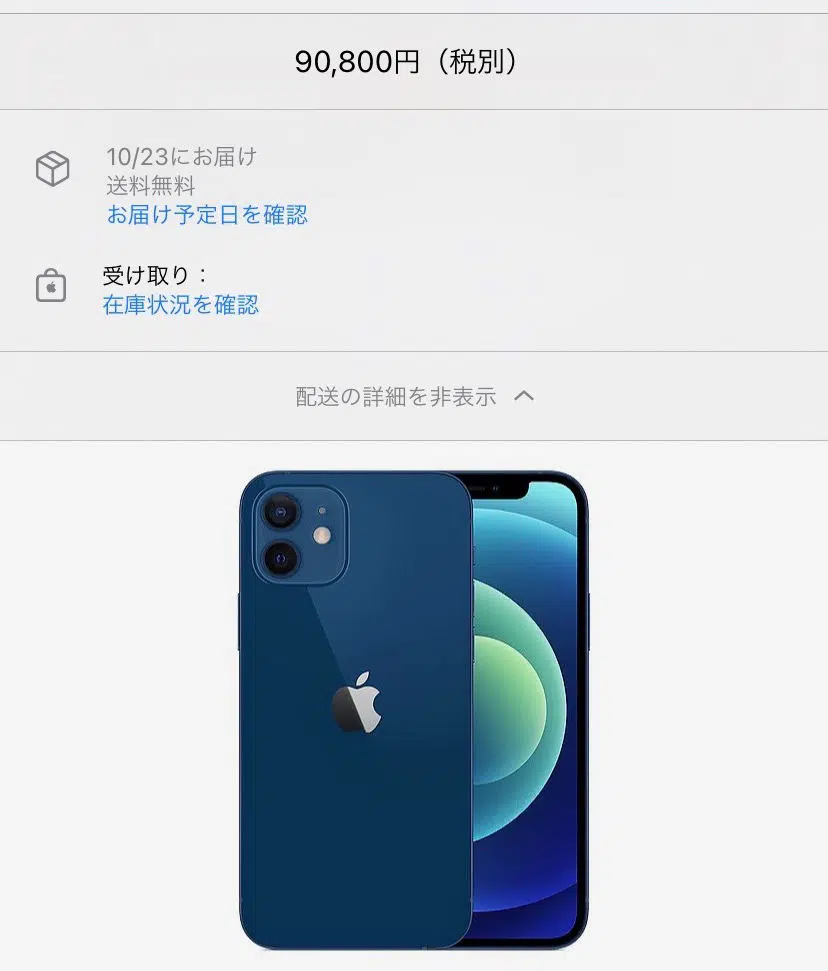 90,800円（税別）
10/23にお届け
送料無料
お届け予定日を確認
受け取り：
在庫状況を確認
配送の詳細を非表示